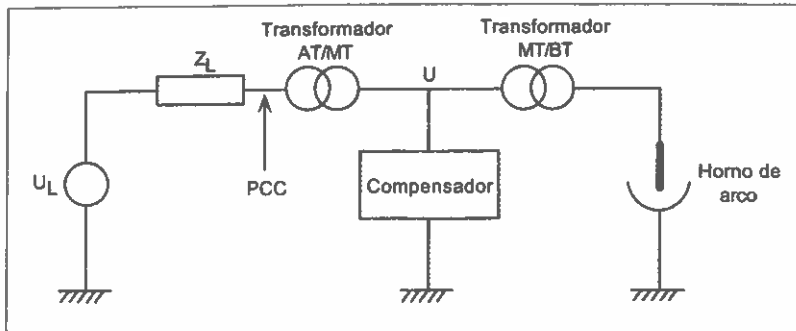 Transformador
AT/MT
Transformador
MT/BT
Z_L
U
U_L
PCC
Compensador
Horno de
arco